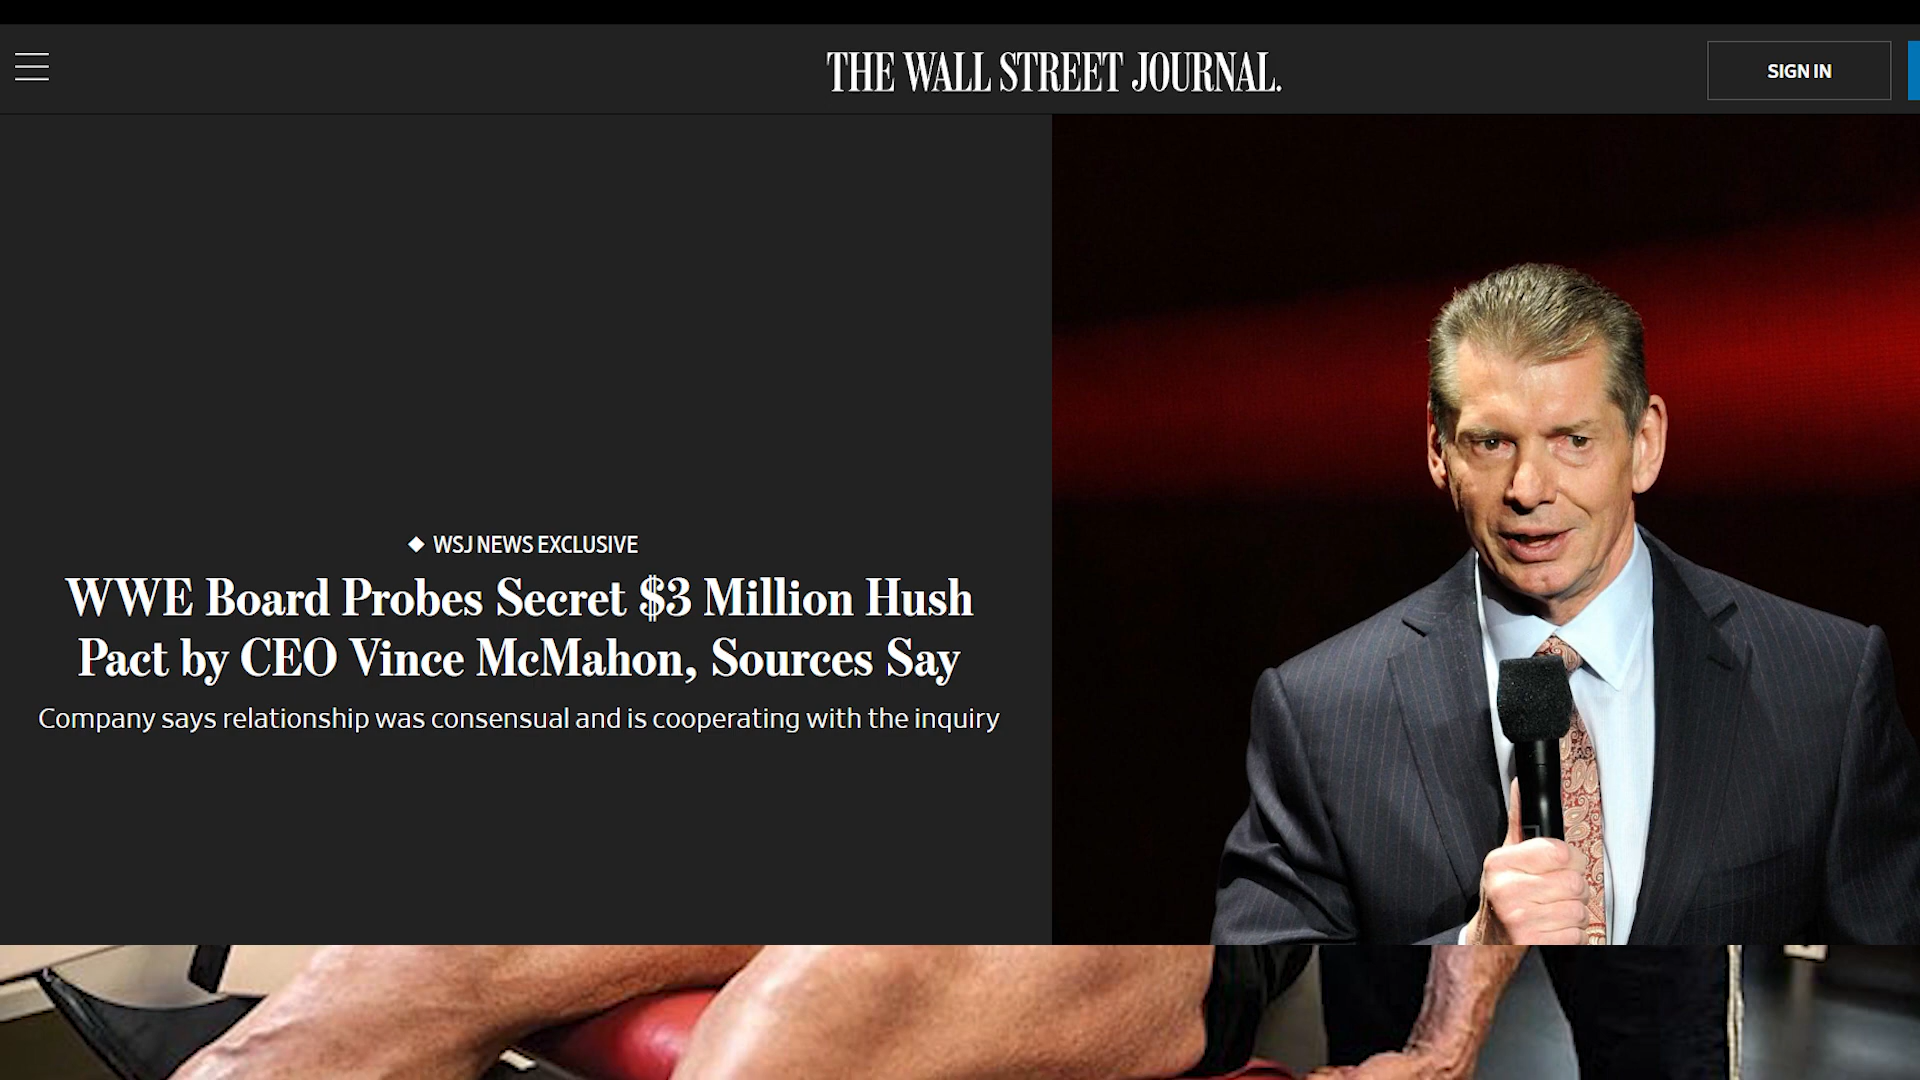 THE WALL STREET JOURNAL.
SIGN IN
◆ WSJ NEWS EXCLUSIVE
WWE Board Probes Secret $3 Million Hush
Pact by CEO Vince McMahon, Sources Say
Company says relationship was consensual and is cooperating with the inquiry